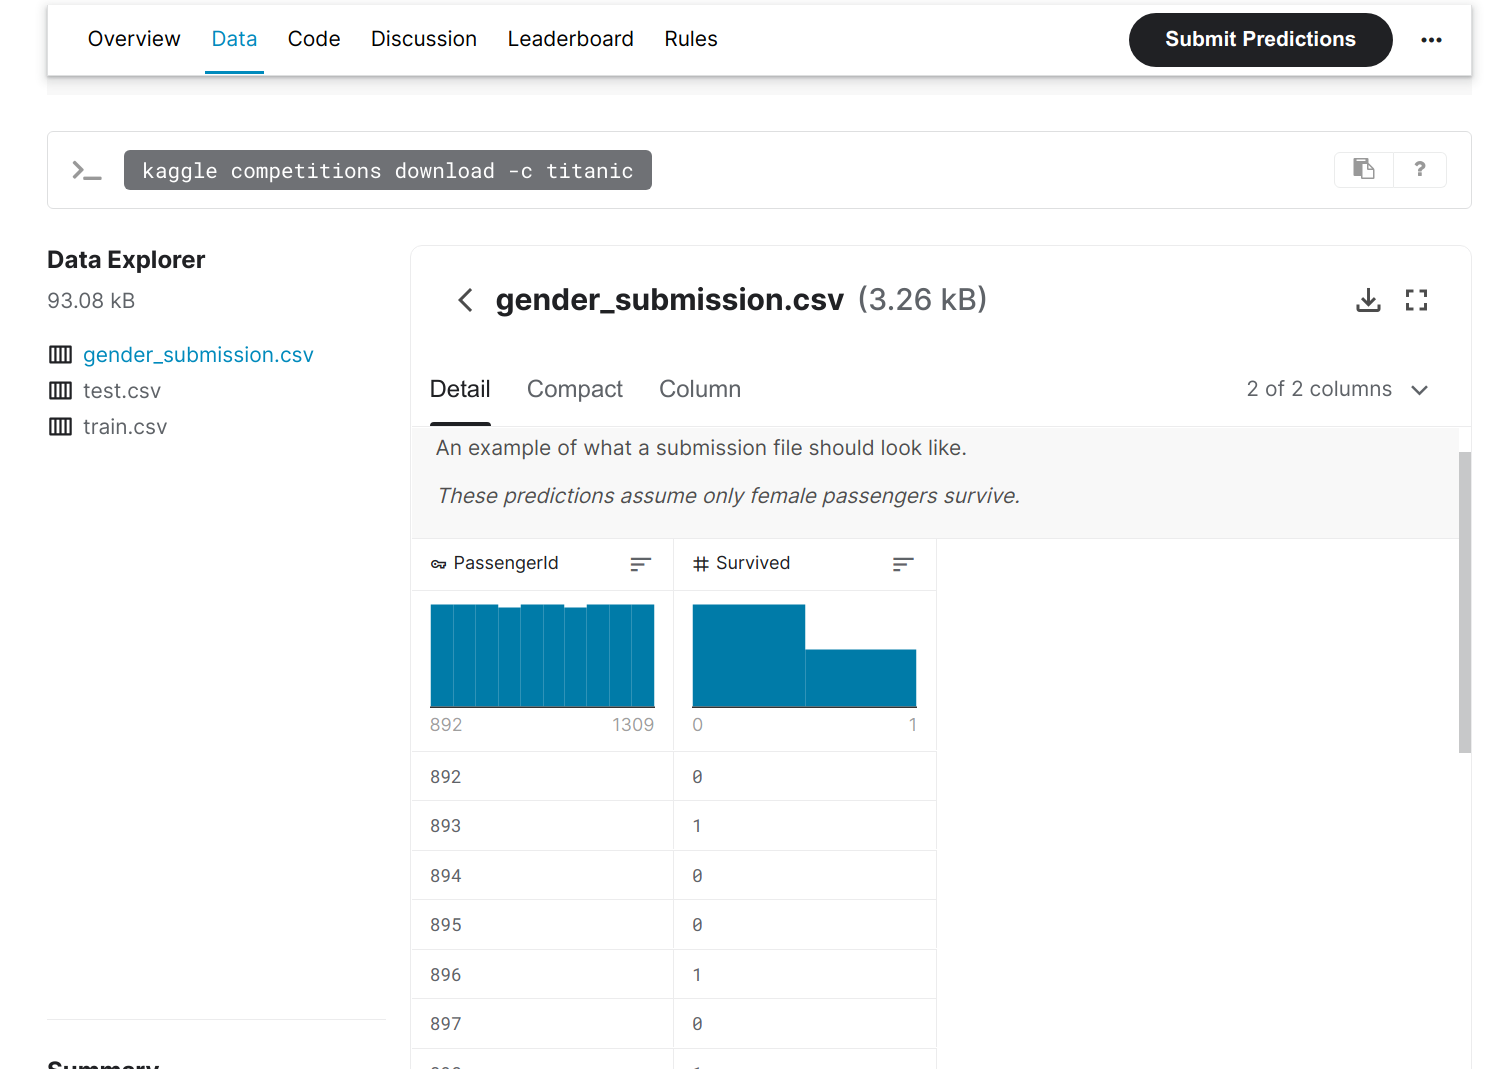 Overview Data Code Discussion Leaderboard Rules Submit Predictions
kaggle competitions download -c titanic ?
Data Explorer
93.08 kB
gender_submission.csv
test.csv
train.csv
gender_submission.csv (3.26 kB)
Detail Compact Column 2 of 2 columns
An example of what a submission file should look like.
These predictions assume only female passengers survive.
PassengerId # Survived
892 1309 0 1
892 0
893 1
894 0
895 0
896 1
897 0
Summary